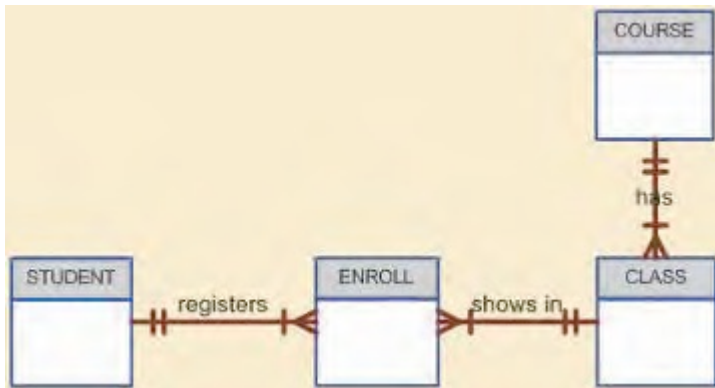 COURSE
has
STUDENT
registers
ENROLL
shows in
CLASS